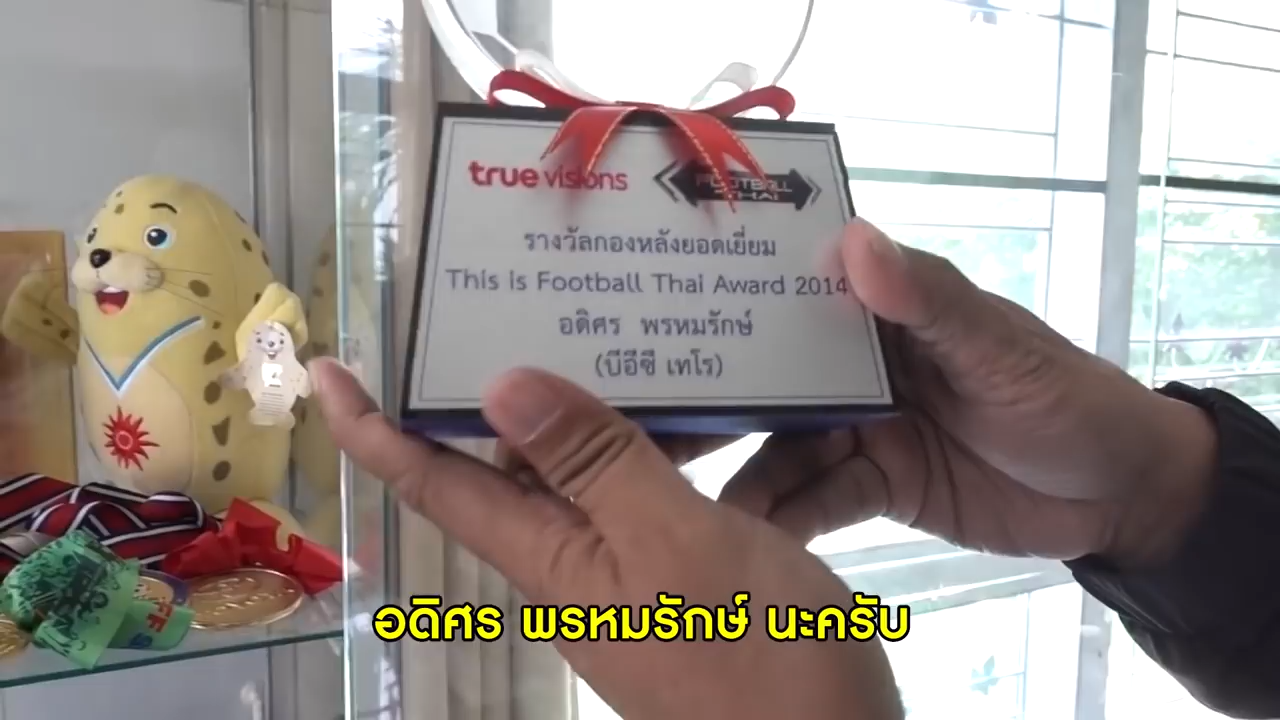 true visions
FOOTBALL
THAI
รางวัลกองหลังยอดเยี่ยม
This is Football Thai Award 2014
อดิศร พรหมรักษ์
(บีอีซี เทโร)
อดิศร พรหมรักษ์ นะครับ